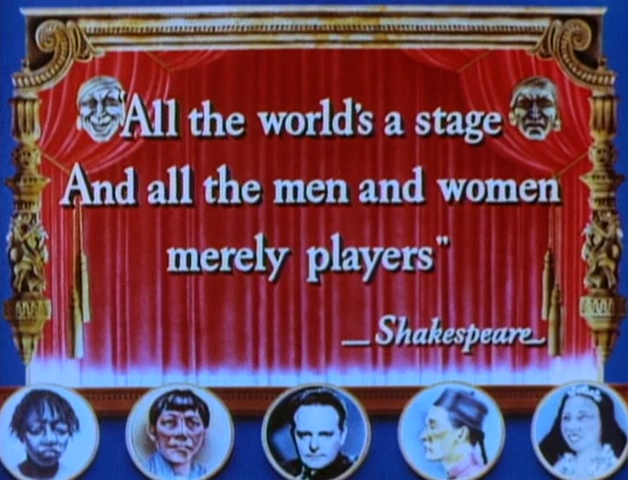 "All the world's a stage
And all the men and women
merely players"
—Shakespeare